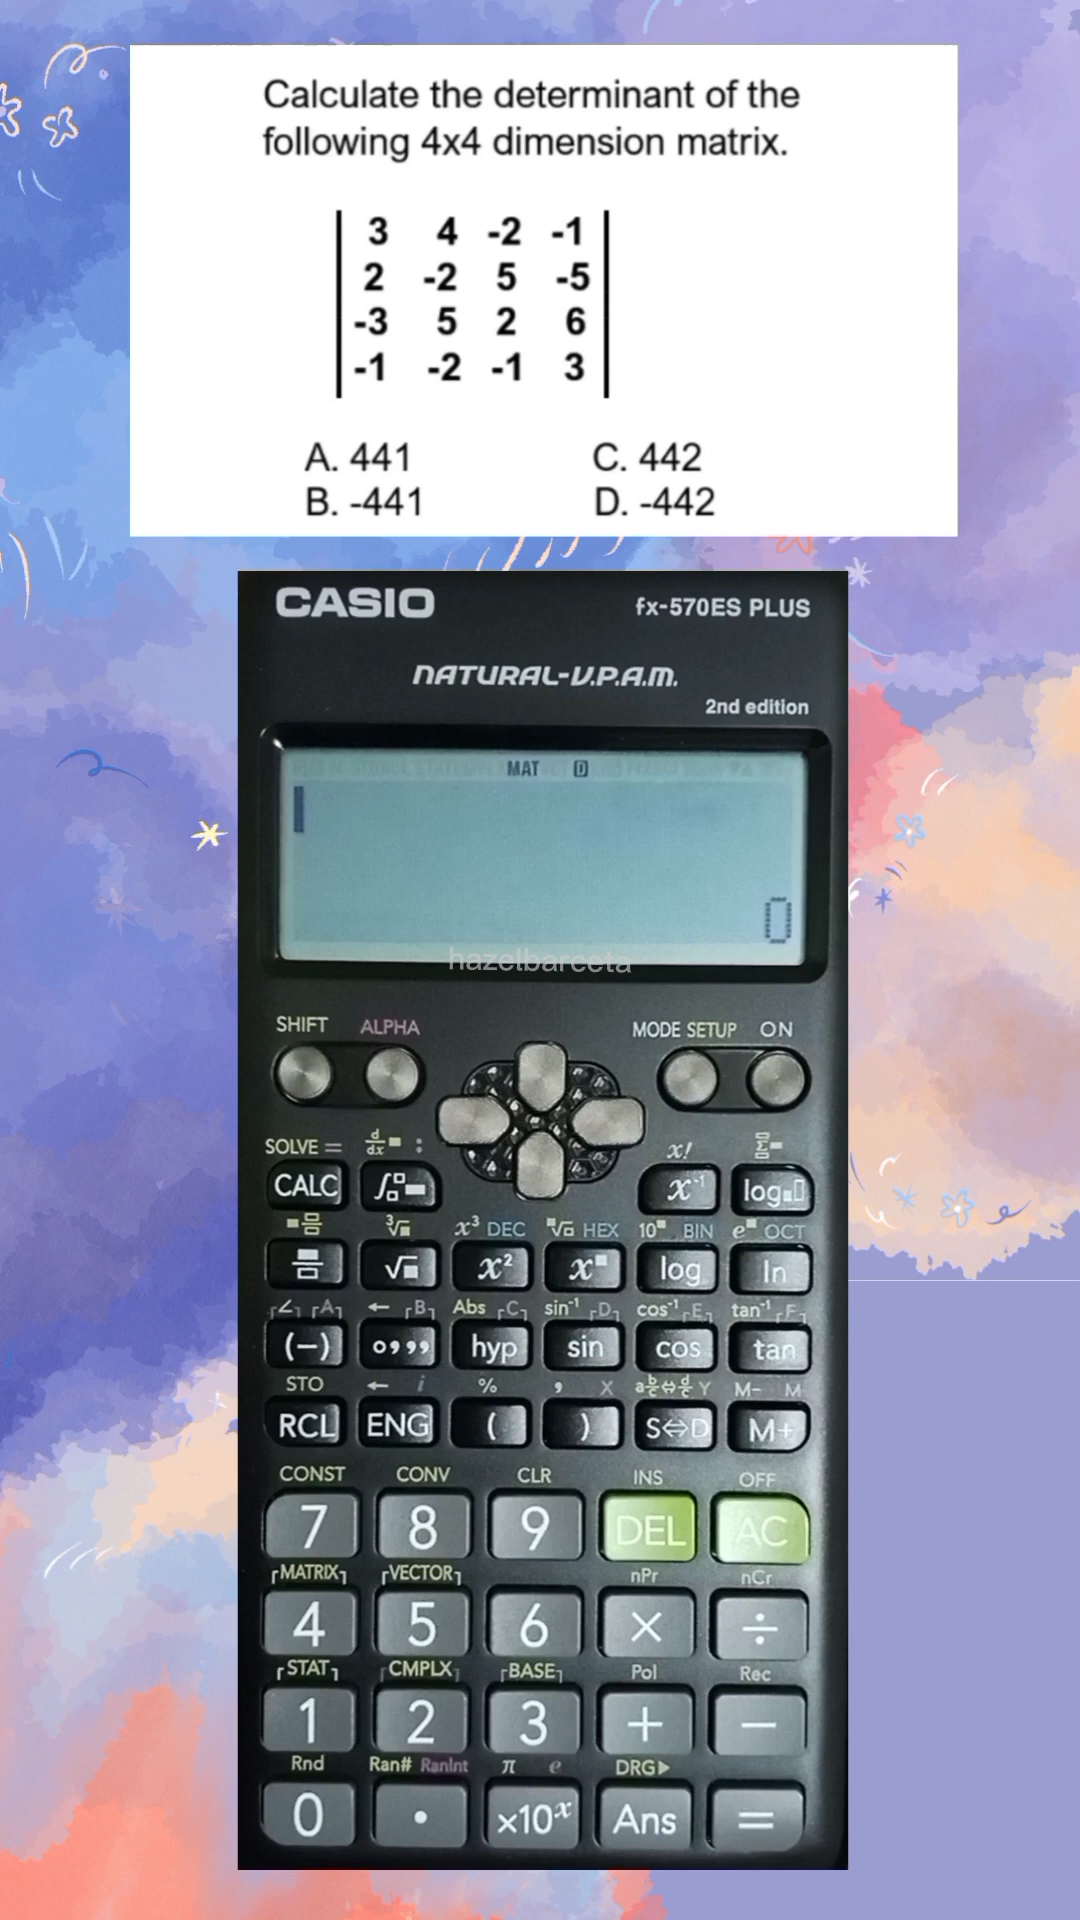 Calculate the determinant of the
following 4x4 dimension matrix.
3 4 -2 -1
2 -2 5 -5
-3 5 2 6
-1 -2 -1 3
A. 441 C. 442
B. -441 D. -442
CASIO fx-570ES PLUS
NATURAL-V.P.A.M.
2nd edition
MAT D
0
hazelbarceta
SHIFT ALPHA MODE SETUP ON
SOLVE = d/dx■ : x! Σ■
CALC ∫■ x⁻¹ log■□
■■/■ ³√■ x³ DEC ■√□ HEX 10■ BIN e■ OCT
■/□ √■ x² x■ log ln
∠ A ← B Abs C sin⁻¹ D cos⁻¹ E tan⁻¹ F
(−) o,,, hyp sin cos tan
STO ← i % , X a b/c⇔d/c Y M− M
RCL ENG ( ) S⇔D M+
CONST CONV CLR INS OFF
7 8 9 DEL AC
MATRIX VECTOR nPr nCr
4 5 6 × ÷
STAT CMPLX BASE Pol Rec
1 2 3 + −
Rnd Ran# RanInt π e DRG▶
0 • ×10ˣ Ans =